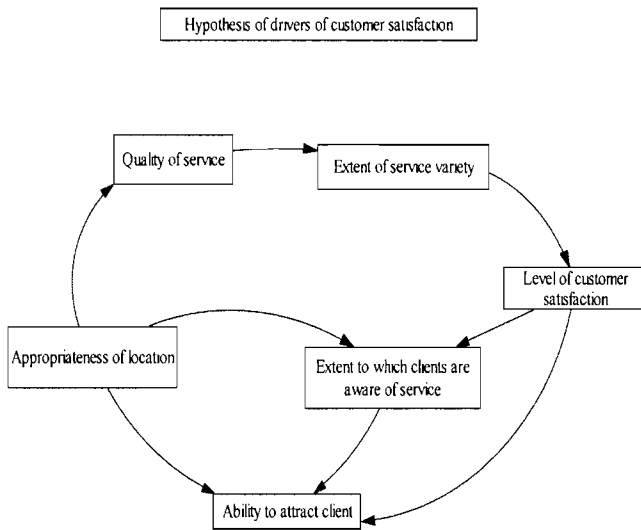 Hypothesis of drivers of customer satisfaction
Quality of service
Extent of service variety
Level of customer
satisfaction
Appropriateness of location
Extent to which clients are
aware of service
Ability to attract client